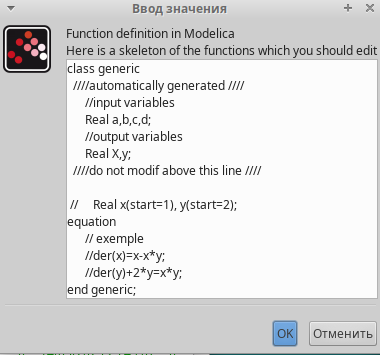 Ввод значения
Function definition in Modelica
Here is a skeleton of the functions which you should edit
class generic
////automatically generated ////
//input variables
Real a,b,c,d;
//output variables
Real X,y;
////do not modif above this line ////
//     Real x(start=1), y(start=2);
equation
// exemple
//der(x)=x-x*y;
//der(y)+2*y=x*y;
end generic;
OK
Отменить